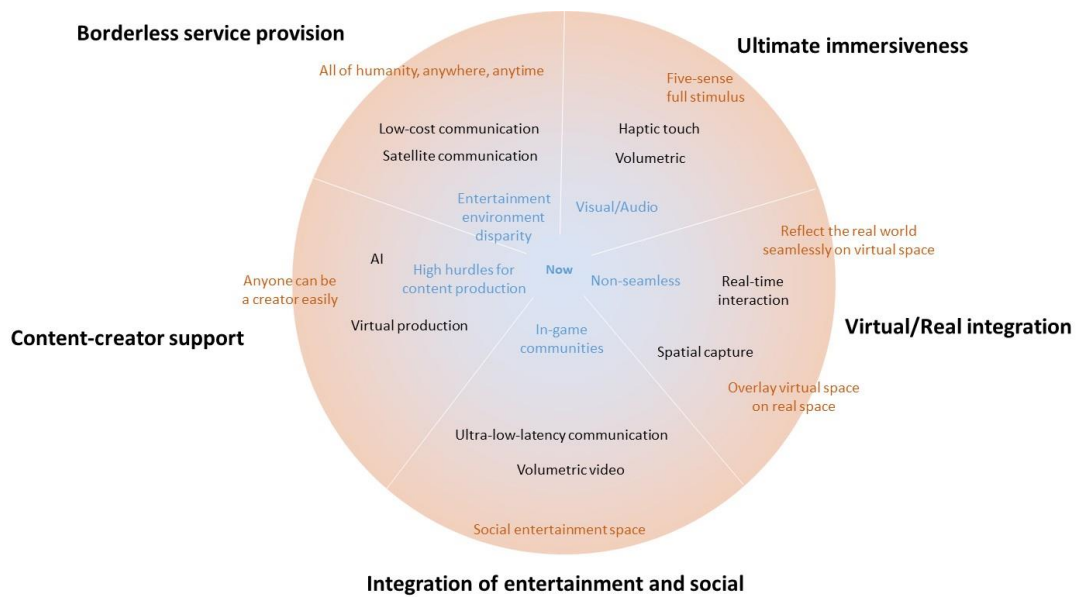 Borderless service provision
Ultimate immersiveness
All of humanity, anywhere, anytime
Five-sense
full stimulus
Low-cost communication
Satellite communication
Haptic touch
Volumetric
Entertainment
environment
disparity
Visual/Audio
Reflect the real world
seamlessly on virtual space
AI
High hurdles for
content production
Now
Non-seamless
Real-time
interaction
Anyone can be
a creator easily
Virtual production
Content-creator support
In-game
communities
Spatial capture
Virtual/Real integration
Overlay virtual space
on real space
Ultra-low-latency communication
Volumetric video
Social entertainment space
Integration of entertainment and social